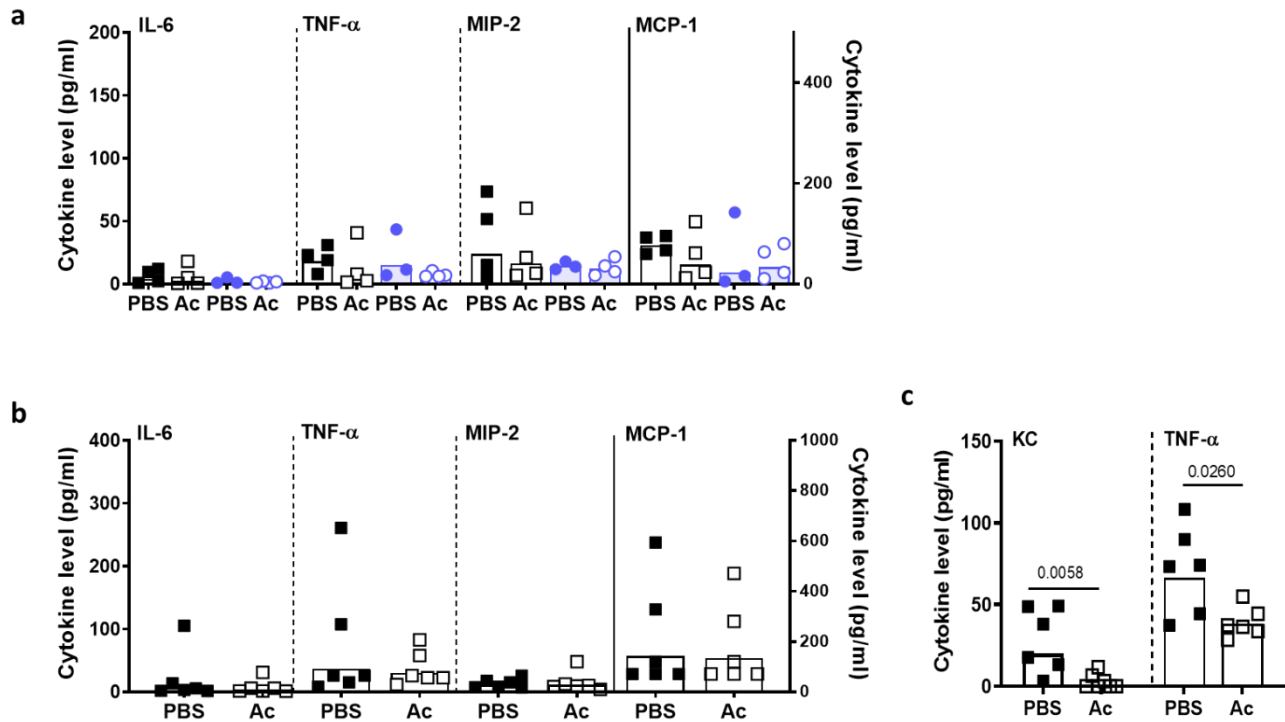 a
IL-6 TNF-α MIP-2 MCP-1
Cytokine level (pg/ml)
200
150
100
50
0
PBS Ac PBS Ac PBS Ac PBS Ac PBS Ac PBS Ac PBS Ac PBS Ac
400
200
0
Cytokine level (pg/ml)
b
IL-6 TNF-α MIP-2 MCP-1
Cytokine level (pg/ml)
400
300
200
100
0
PBS Ac PBS Ac PBS Ac PBS Ac
1000
800
600
400
200
0
Cytokine level (pg/ml)
c
KC TNF-α
Cytokine level (pg/ml)
150
100
50
0
0.0058
0.0260
PBS Ac PBS Ac